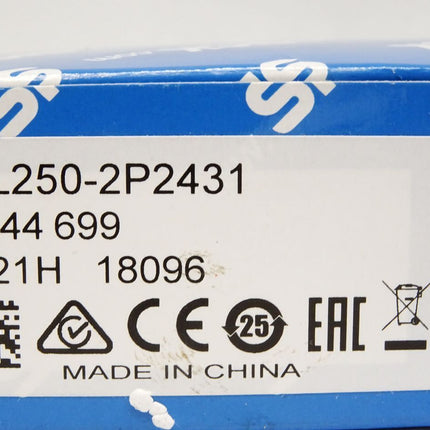 L250-2P2431
44 699
21H 18096
CE 25 EAC
MADE IN CHINA